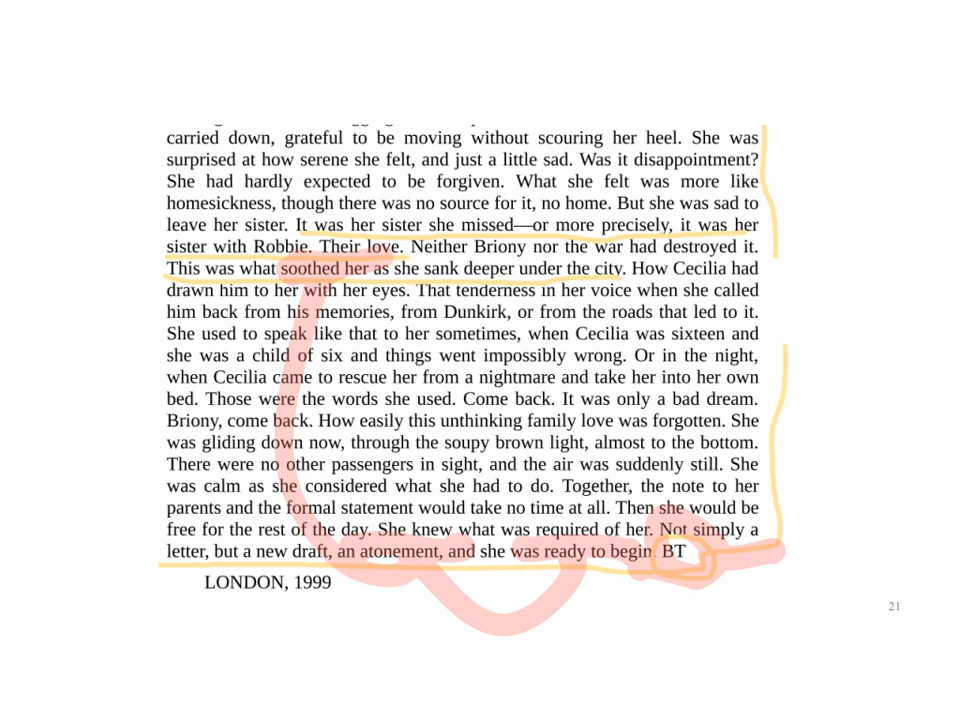 carried down, grateful to be moving without scouring her heel. She was
surprised at how serene she felt, and just a little sad. Was it disappointment?
She had hardly expected to be forgiven. What she felt was more like
homesickness, though there was no source for it, no home. But she was sad to
leave her sister. It was her sister she missed—or more precisely, it was her
sister with Robbie. Their love. Neither Briony nor the war had destroyed it.
This was what soothed her as she sank deeper under the city. How Cecilia had
drawn him to her with her eyes. That tenderness in her voice when she called
him back from his memories, from Dunkirk, or from the roads that led to it.
She used to speak like that to her sometimes, when Cecilia was sixteen and
she was a child of six and things went impossibly wrong. Or in the night,
when Cecilia came to rescue her from a nightmare and take her into her own
bed. Those were the words she used. Come back. It was only a bad dream.
Briony, come back. How easily this unthinking family love was forgotten. She
was gliding down now, through the soupy brown light, almost to the bottom.
There were no other passengers in sight, and the air was suddenly still. She
was calm as she considered what she had to do. Together, the note to her
parents and the formal statement would take no time at all. Then she would be
free for the rest of the day. She knew what was required of her. Not simply a
letter, but a new draft, an atonement, and she was ready to begin. BT
LONDON, 1999
21